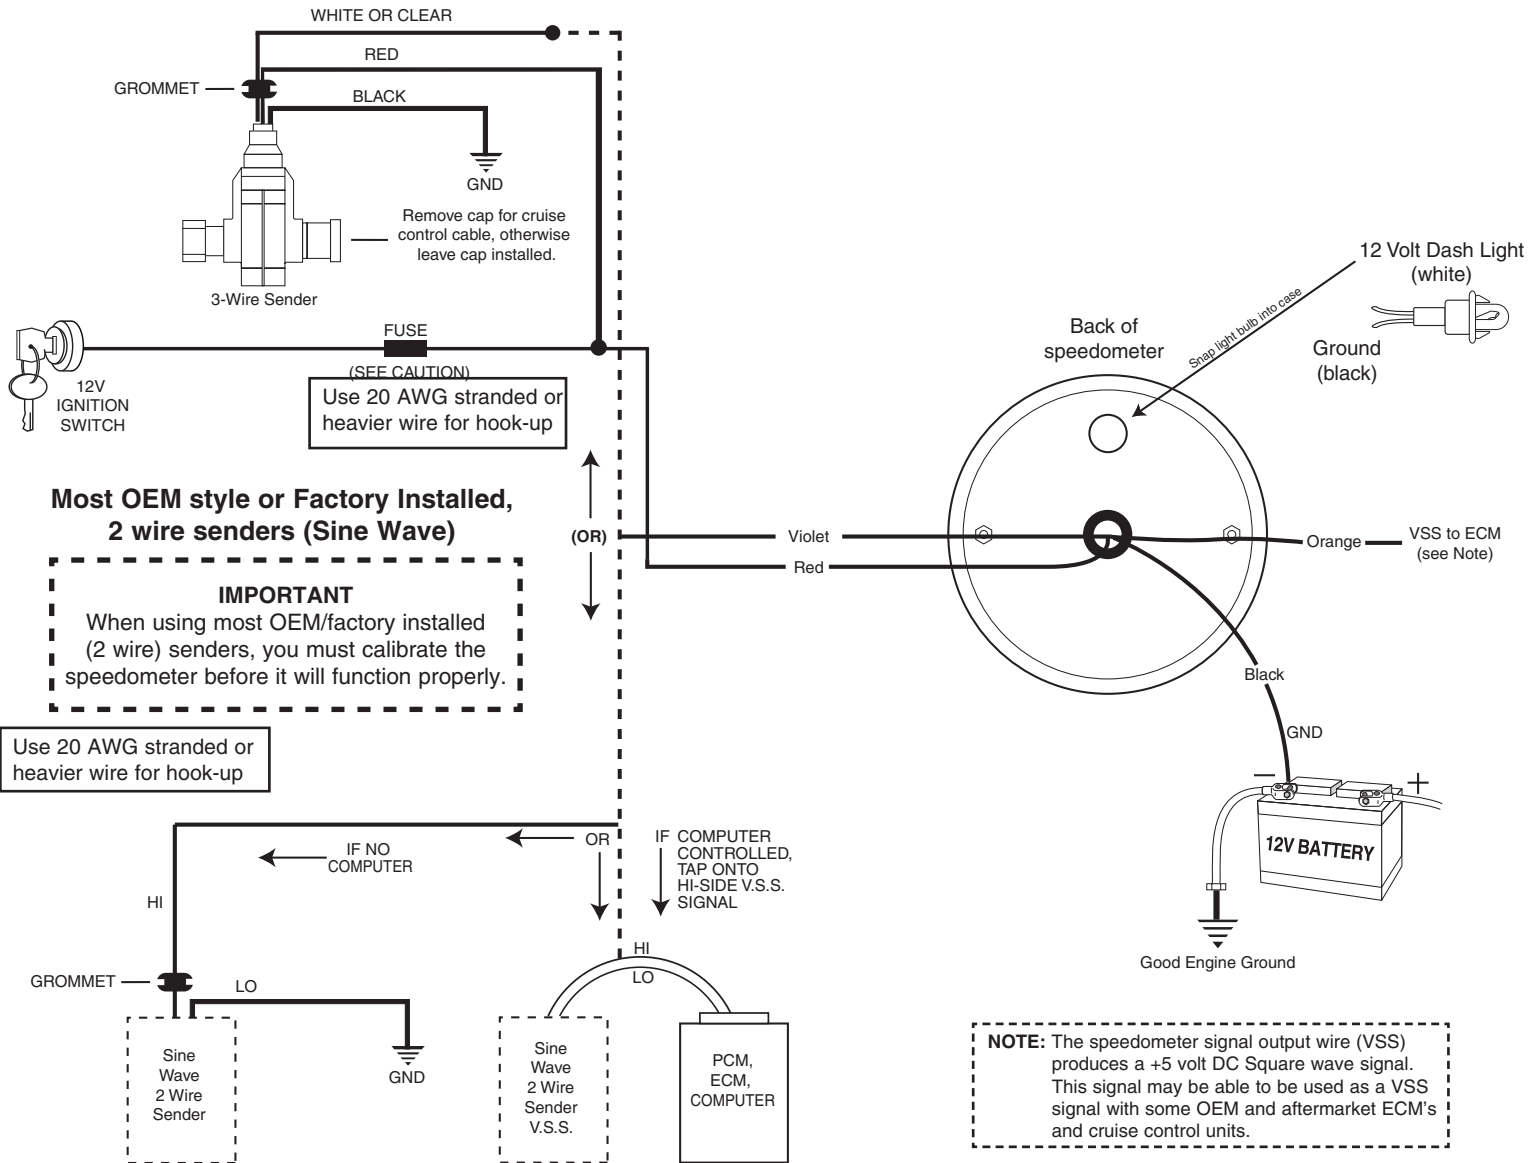 WHITE OR CLEAR
RED
GROMMET
BLACK
GND
Remove cap for cruise
control cable, otherwise
leave cap installed.
3-Wire Sender
12 Volt Dash Light
(white)
Snap light bulb into case
Back of
speedometer
Ground
(black)
FUSE
(SEE CAUTION)
12V
IGNITION
SWITCH
Use 20 AWG stranded or
heavier wire for hook-up
Most OEM style or Factory Installed,
2 wire senders (Sine Wave)
(OR)
Violet
Red
Orange
VSS to ECM
(see Note)
IMPORTANT
When using most OEM/factory installed
(2 wire) senders, you must calibrate the
speedometer before it will function properly.
Black
GND
Use 20 AWG stranded or
heavier wire for hook-up
–
+
12V BATTERY
Good Engine Ground
OR
IF NO
COMPUTER
IF COMPUTER
CONTROLLED,
TAP ONTO
HI-SIDE V.S.S.
SIGNAL
HI
HI
LO
GROMMET
LO
GND
Sine
Wave
2 Wire
Sender
Sine
Wave
2 Wire
Sender
V.S.S.
PCM,
ECM,
COMPUTER
NOTE: The speedometer signal output wire (VSS)
produces a +5 volt DC Square wave signal.
This signal may be able to be used as a VSS
signal with some OEM and aftermarket ECM's
and cruise control units.